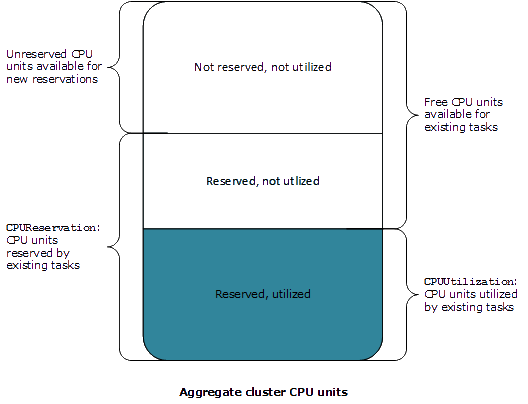 Unreserved CPU
units available for
new reservations
Not reserved, not utilized
Free CPU units
available for
existing tasks
Reserved, not utlized
CPUReservation:
CPU units
reserved by
existing tasks
Reserved, utilized
CPUUtilization:
CPU units utilized
by existing tasks
Aggregate cluster CPU units